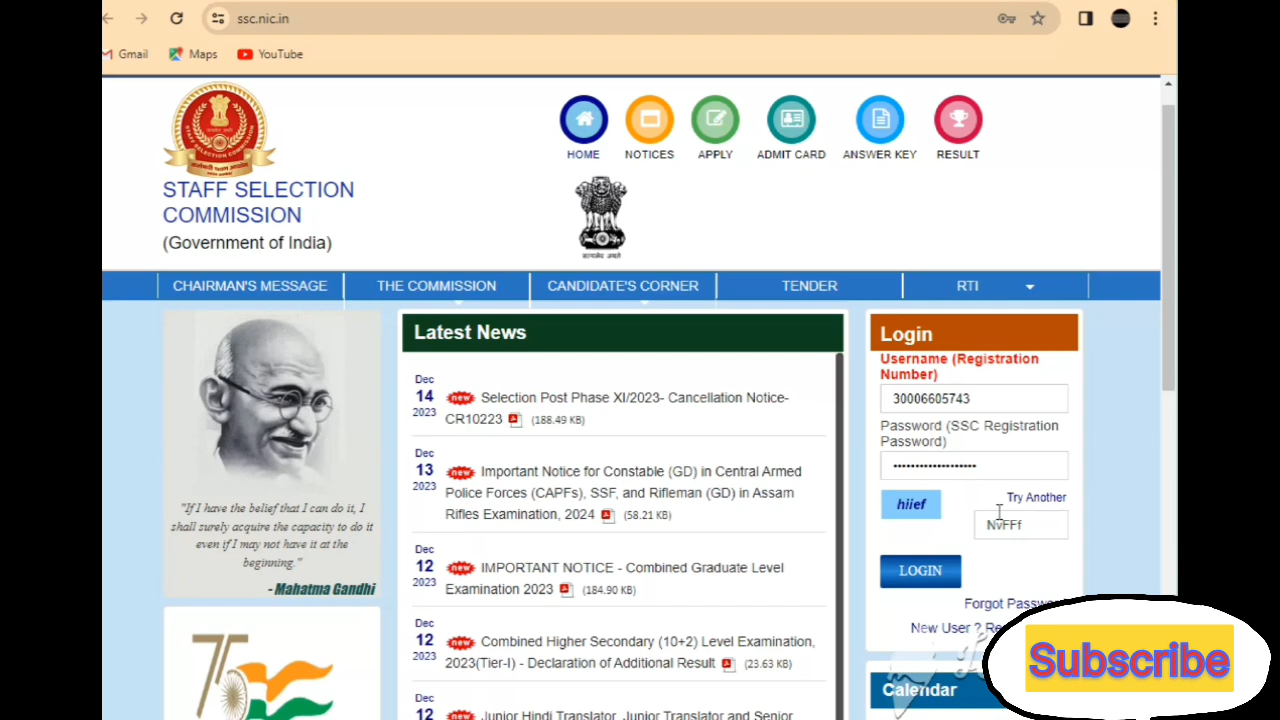 ssc.nic.in
Gmail Maps YouTube
STAFF SELECTION
COMMISSION
(Government of India)
HOME NOTICES APPLY ADMIT CARD ANSWER KEY RESULT
सत्यमेव जयते
CHAIRMAN'S MESSAGE THE COMMISSION CANDIDATE'S CORNER TENDER RTI
"If I have the belief that I can do it, I
shall surely acquire the capacity to do it
even if I may not have it at the
beginning."
- Mahatma Gandhi
75
Latest News
Dec
14
2023
new Selection Post Phase XI/2023- Cancellation Notice-
CR10223 (188.49 KB)
Dec
13
2023
new Important Notice for Constable (GD) in Central Armed
Police Forces (CAPFs), SSF, and Rifleman (GD) in Assam
Rifles Examination, 2024 (58.21 KB)
Dec
12
2023
new IMPORTANT NOTICE - Combined Graduate Level
Examination 2023 (184.90 KB)
Dec
12
2023
new Combined Higher Secondary (10+2) Level Examination,
2023(Tier-I) - Declaration of Additional Result (23.63 KB)
Dec
12
new Junior Hindi Translator, Junior Translator and Senior
Login
Username (Registration
Number)
30006605743
Password (SSC Registration
Password)
hiief
Try Another
NvFFf
LOGIN
Forgot
New User ?
Subscribe
Calendar